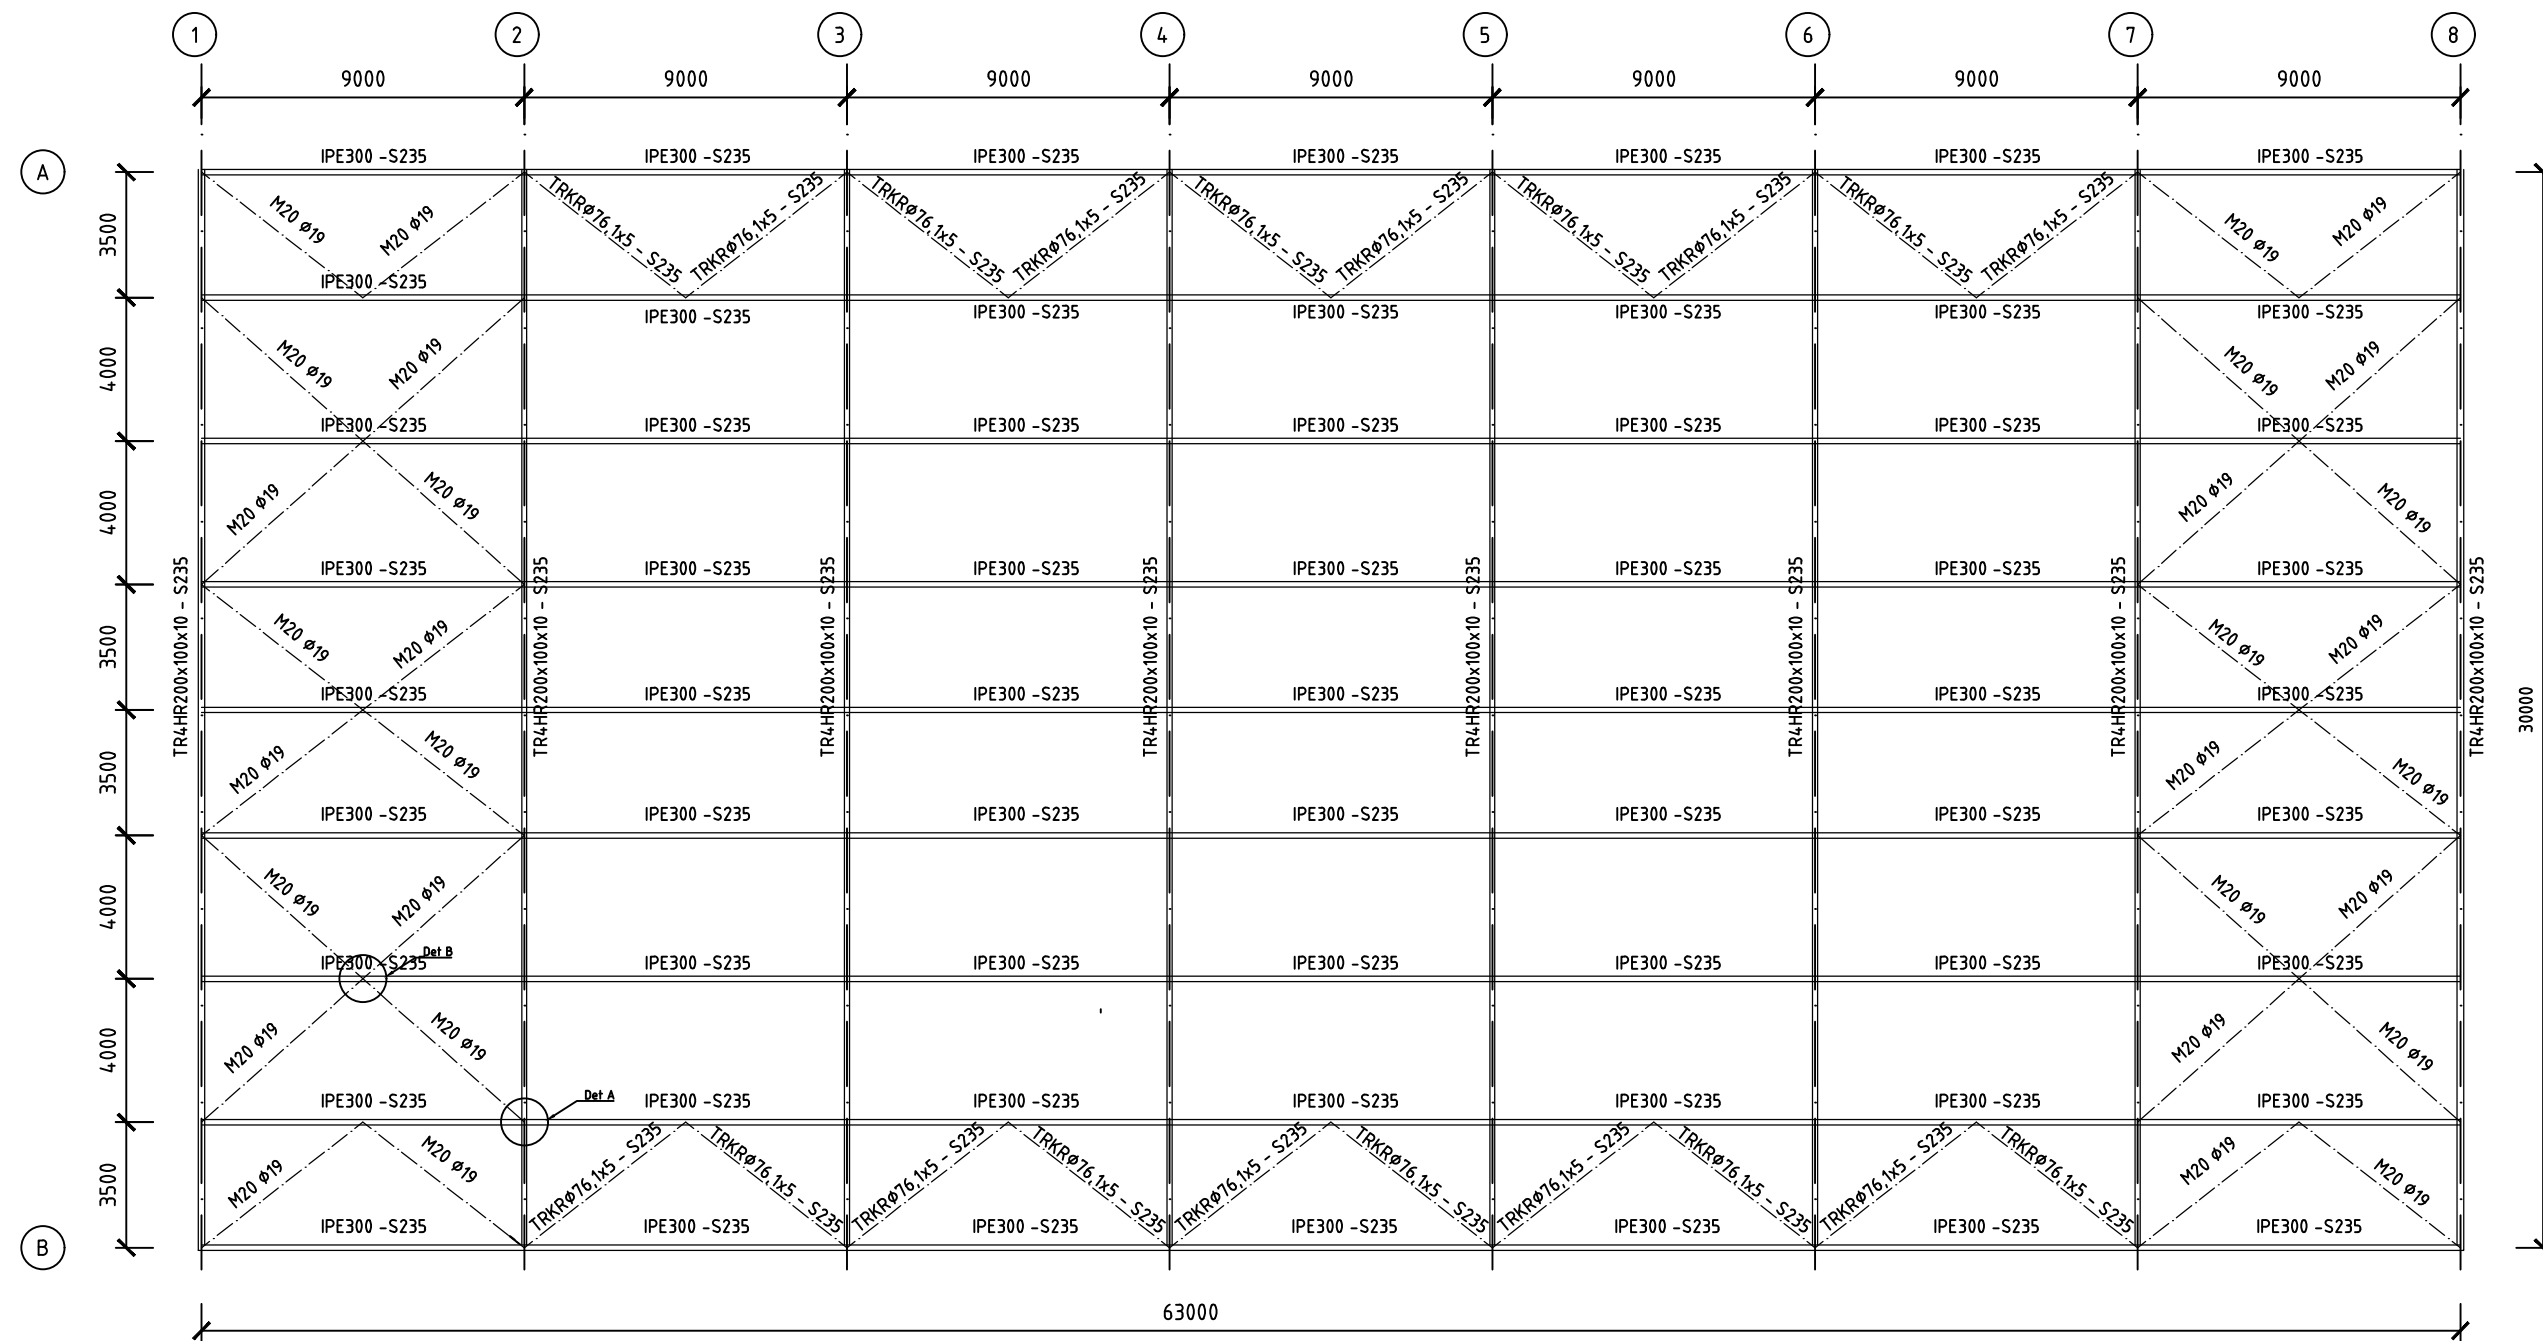 1 2 3 4 5 6 7 8
9000 9000 9000 9000 9000 9000 9000
IPE300 -S235 IPE300 -S235 IPE300 -S235 IPE300 -S235 IPE300 -S235 IPE300 -S235 IPE300 -S235
A
3500
M20 ø19 M20 ø19 TRKRø76,1x5 - S235 TRKRø76,1x5 - S235 TRKRø76,1x5 - S235 TRKRø76,1x5 - S235 TRKRø76,1x5 - S235 TRKRø76,1x5 - S235 TRKRø76,1x5 - S235 TRKRø76,1x5 - S235 TRKRø76,1x5 - S235 TRKRø76,1x5 - S235 M20 ø19 M20 ø19
IPE300 -S235 IPE300 -S235 IPE300 -S235 IPE300 -S235 IPE300 -S235 IPE300 -S235 IPE300 -S235
4000
M20 ø19 M20 ø19 M20 ø19 M20 ø19
IPE300 -S235 IPE300 -S235 IPE300 -S235 IPE300 -S235 IPE300 -S235 IPE300 -S235 IPE300 -S235
4000
M20 ø19 M20 ø19 M20 ø19 M20 ø19
IPE300 -S235 IPE300 -S235 IPE300 -S235 IPE300 -S235 IPE300 -S235 IPE300 -S235 IPE300 -S235
3500
M20 ø19 M20 ø19 M20 ø19 M20 ø19
TR4HR200x100x10 - S235 TR4HR200x100x10 - S235 TR4HR200x100x10 - S235 TR4HR200x100x10 - S235 TR4HR200x100x10 - S235 TR4HR200x100x10 - S235 TR4HR200x100x10 - S235 TR4HR200x100x10 - S235
IPE300 -S235 IPE300 -S235 IPE300 -S235 IPE300 -S235 IPE300 -S235 IPE300 -S235 IPE300 -S235
30000
3500
M20 ø19 M20 ø19 M20 ø19 M20 ø19
IPE300 -S235 IPE300 -S235 IPE300 -S235 IPE300 -S235 IPE300 -S235 IPE300 -S235 IPE300 -S235
4000
M20 ø19 M20 ø19 M20 ø19 M20 ø19
Det B
IPE300 -S235 IPE300 -S235 IPE300 -S235 IPE300 -S235 IPE300 -S235 IPE300 -S235 IPE300 -S235
4000
M20 ø19 M20 ø19 M20 ø19 M20 ø19
Det A
IPE300 -S235 IPE300 -S235 IPE300 -S235 IPE300 -S235 IPE300 -S235 IPE300 -S235 IPE300 -S235
3500
M20 ø19 M20 ø19 TRKRø76,1x5 - S235 TRKRø76,1x5 - S235 TRKRø76,1x5 - S235 TRKRø76,1x5 - S235 TRKRø76,1x5 - S235 TRKRø76,1x5 - S235 TRKRø76,1x5 - S235 TRKRø76,1x5 - S235 TRKRø76,1x5 - S235 TRKRø76,1x5 - S235 M20 ø19 M20 ø19
IPE300 -S235 IPE300 -S235 IPE300 -S235 IPE300 -S235 IPE300 -S235 IPE300 -S235 IPE300 -S235
B
63000